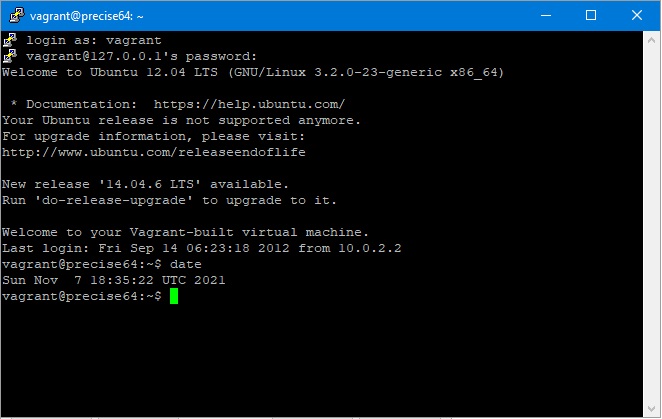 vagrant@precise64: ~
login as: vagrant
vagrant@127.0.0.1's password:
Welcome to Ubuntu 12.04 LTS (GNU/Linux 3.2.0-23-generic x86_64)
 * Documentation:  https://help.ubuntu.com/
Your Ubuntu release is not supported anymore.
For upgrade information, please visit:
http://www.ubuntu.com/releaseendoflife
New release '14.04.6 LTS' available.
Run 'do-release-upgrade' to upgrade to it.
Welcome to your Vagrant-built virtual machine.
Last login: Fri Sep 14 06:23:18 2012 from 10.0.2.2
vagrant@precise64:~$ date
Sun Nov  7 18:35:22 UTC 2021
vagrant@precise64:~$